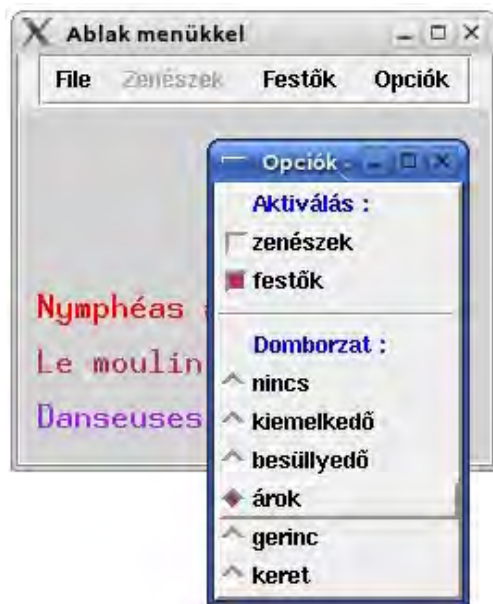 Ablak menükkel
File Zenészek Festők Opciók
Opciók
Aktiválás :
zenészek
festők
Nymphéas
Domborzat :
Le moulin
nincs
Danseuses
kiemelkedő
besüllyedő
árok
gerinc
keret